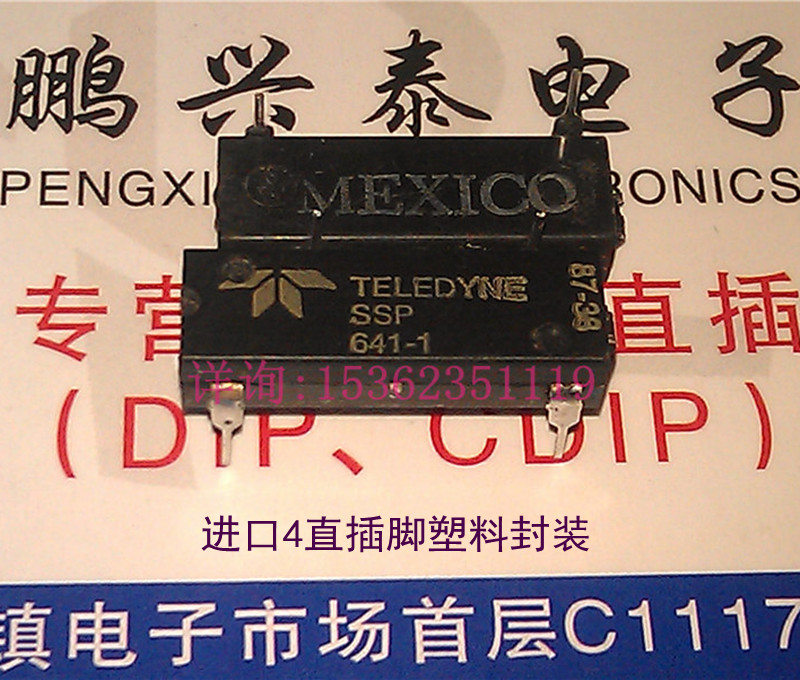 鹏兴泰电子
PENGXI
RONICS
MEXICO
专营
直插
TELEDYNE
SSP
641-1
87-38
详询:15362351119
(DIP、CDIP)
进口4直插脚塑料封装
镇电子市场首层C1117